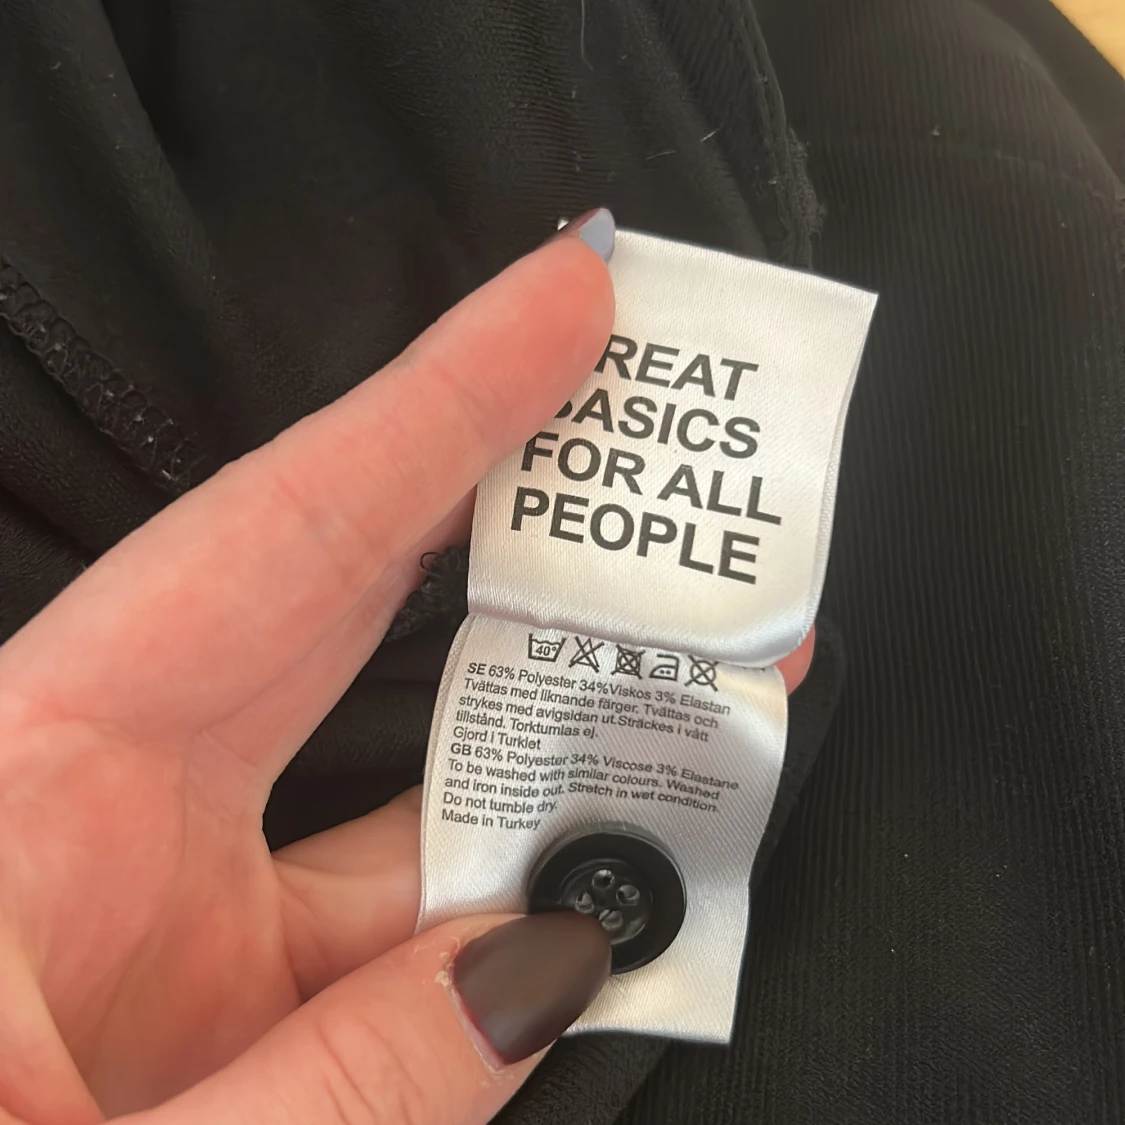 REAT
BASICS
FOR ALL
PEOPLE
40°
SE 63% Polyester 34%Viskos 3% Elastan
Tvättas med liknande färger. Tvättas och
strykes med avigsidan ut.Sträckes i vått
tillstånd. Torktumlas ej.
Gjord I Turkiet
GB 63% Polyester 34% Viscose 3% Elastane
To be washed with similar colours. Washed
and iron inside out. Stretch in wet condition.
Do not tumble dry.
Made in Turkey